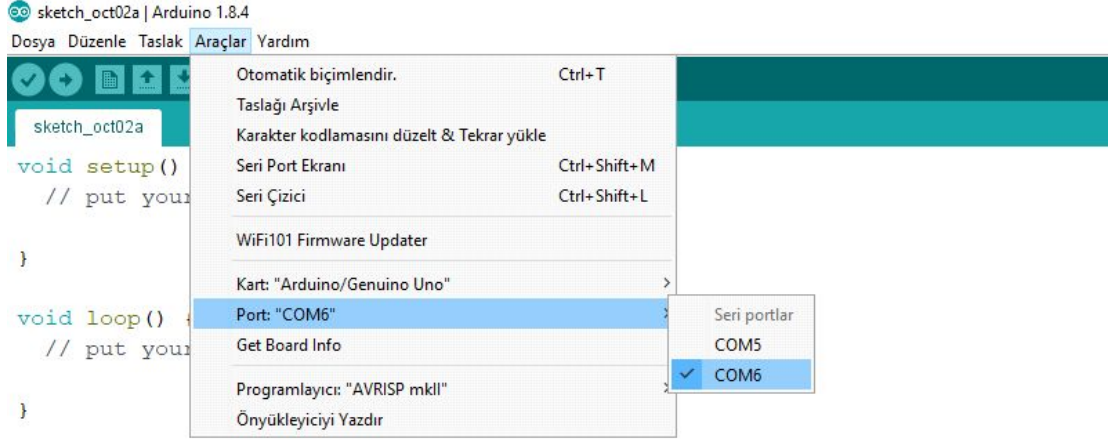 sketch_oct02a | Arduino 1.8.4
Dosya Düzenle Taslak Araçlar Yardım
sketch_oct02a
void setup()
// put your
}
void loop() {
// put your
}
Otomatik biçimlendir. Ctrl+T
Taslağı Arşivle
Karakter kodlamasını düzelt & Tekrar yükle
Seri Port Ekranı Ctrl+Shift+M
Seri Çizici Ctrl+Shift+L
WiFi101 Firmware Updater
Kart: "Arduino/Genuino Uno"
Port: "COM6"
Get Board Info
Programlayıcı: "AVRISP mkII"
Önyükleyiciyi Yazdır
Seri portlar
COM5
COM6